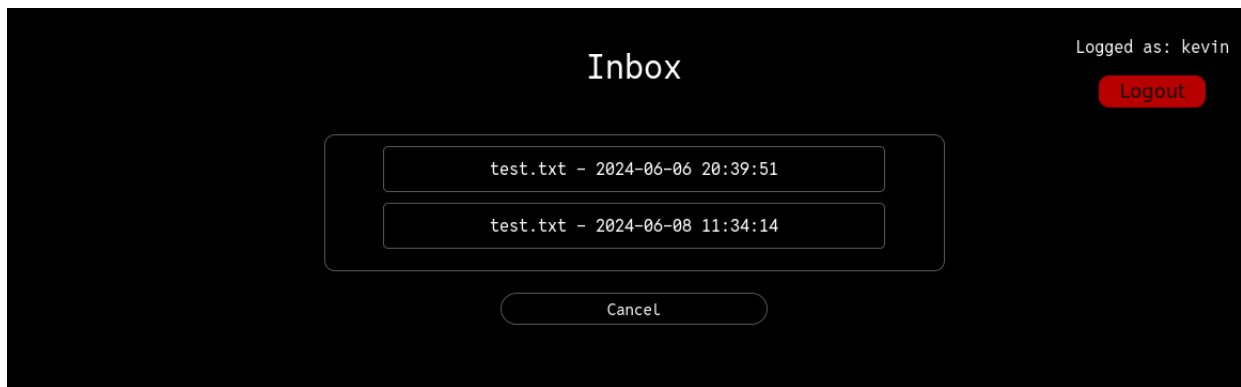 Logged as: kevin
Inbox
Logout
test.txt - 2024-06-06 20:39:51
test.txt - 2024-06-08 11:34:14
Cancel